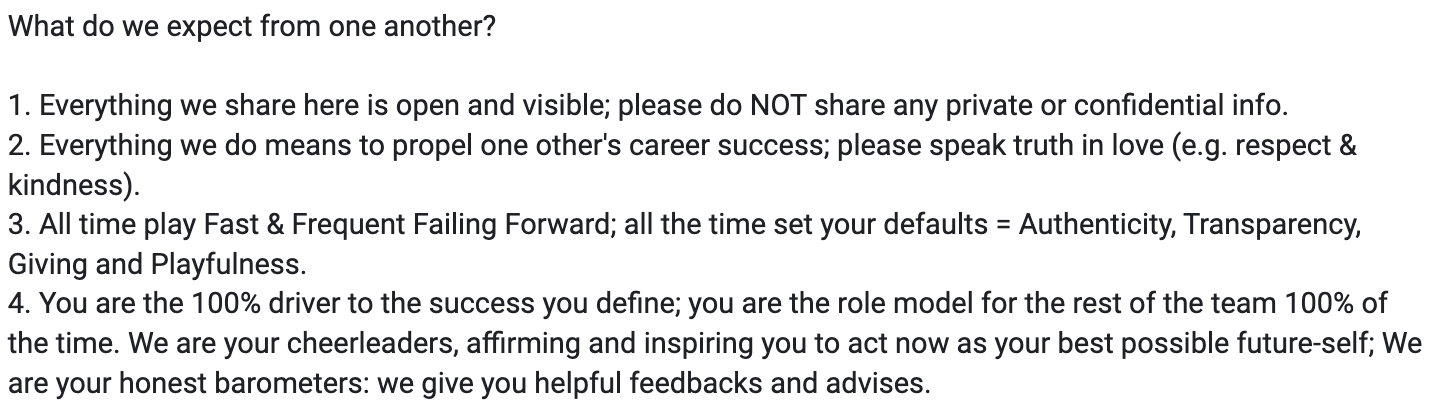 What do we expect from one another?
1. Everything we share here is open and visible; please do NOT share any private or confidential info.
2. Everything we do means to propel one other's career success; please speak truth in love (e.g. respect &
kindness).
3. All time play Fast & Frequent Failing Forward; all the time set your defaults = Authenticity, Transparency,
Giving and Playfulness.
4. You are the 100% driver to the success you define; you are the role model for the rest of the team 100% of
the time. We are your cheerleaders, affirming and inspiring you to act now as your best possible future-self; We
are your honest barometers: we give you helpful feedbacks and advises.